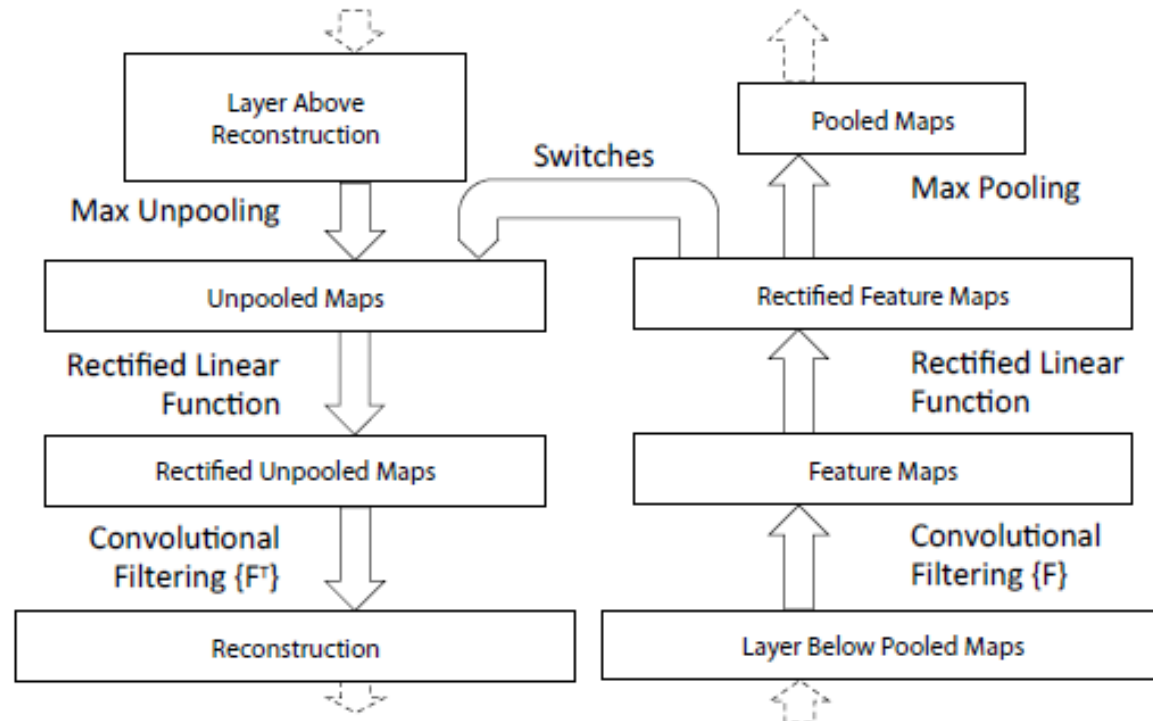 Layer Above
Reconstruction
Pooled Maps
Switches
Max Unpooling
Max Pooling
Unpooled Maps
Rectified Feature Maps
Rectified Linear
Function
Rectified Linear
Function
Rectified Unpooled Maps
Feature Maps
Convolutional
Filtering {Fᵀ}
Convolutional
Filtering {F}
Reconstruction
Layer Below Pooled Maps